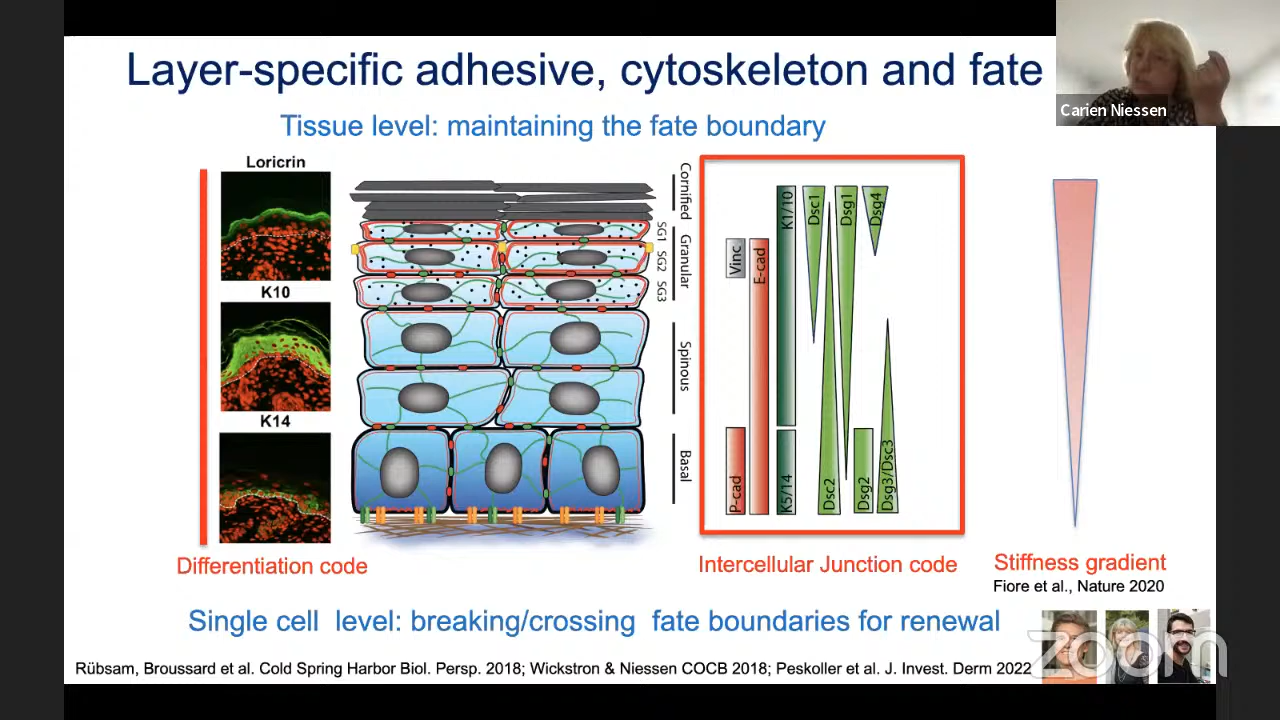 Layer-specific adhesive, cytoskeleton and fate
Carien Niessen
Tissue level: maintaining the fate boundary
Loricrin
K10
K14
Cornified
SG1
SG2
SG3
Granular
Spinous
Basal
Vinc
P-cad
E-cad
K1/10
K5/14
Dsc1
Dsc2
Dsg1
Dsg2
Dsg4
Dsg3/Dsc3
Differentiation code
Intercellular Junction code
Stiffness gradient
Fiore et al., Nature 2020
Single cell level: breaking/crossing fate boundaries for renewal
Rübsam, Broussard et al. Cold Spring Harbor Biol. Persp. 2018; Wickstron & Niessen COCB 2018; Peskoller et al. J. Invest. Derm 2022
zoom